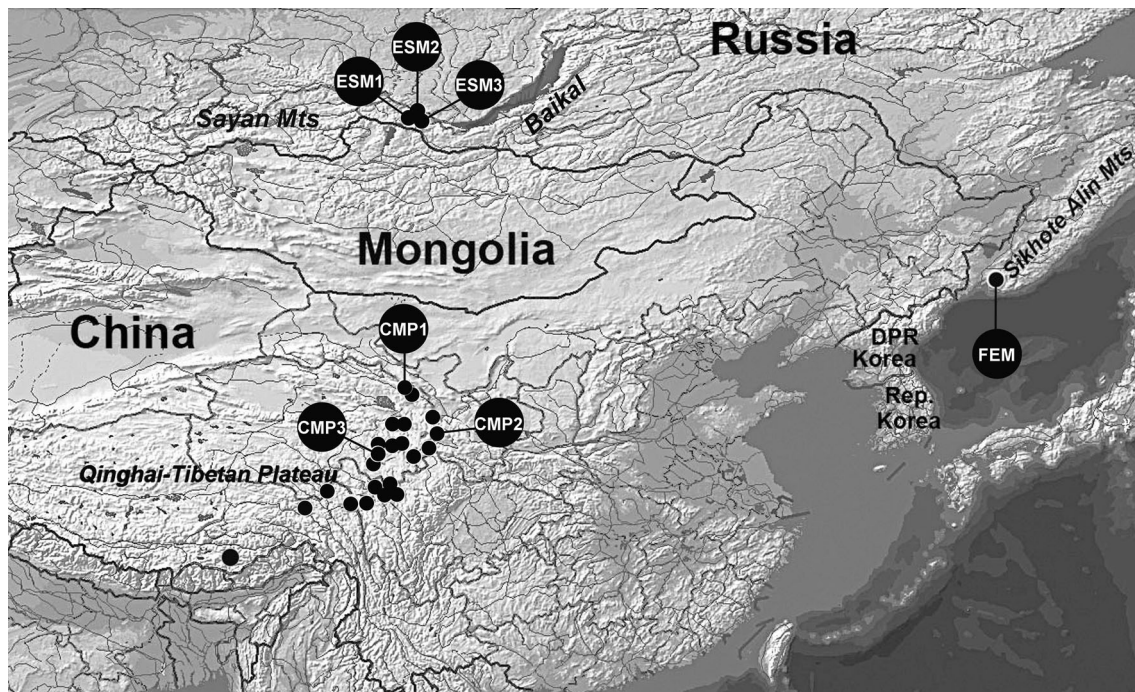 Russia
ESM2
ESM1
ESM3
Sayan Mts
Baikal
Sikhote Alin Mts
Mongolia
China
CMP1
DPR
Korea
FEM
Rep.
Korea
CMP3
CMP2
Qinghai-Tibetan Plateau